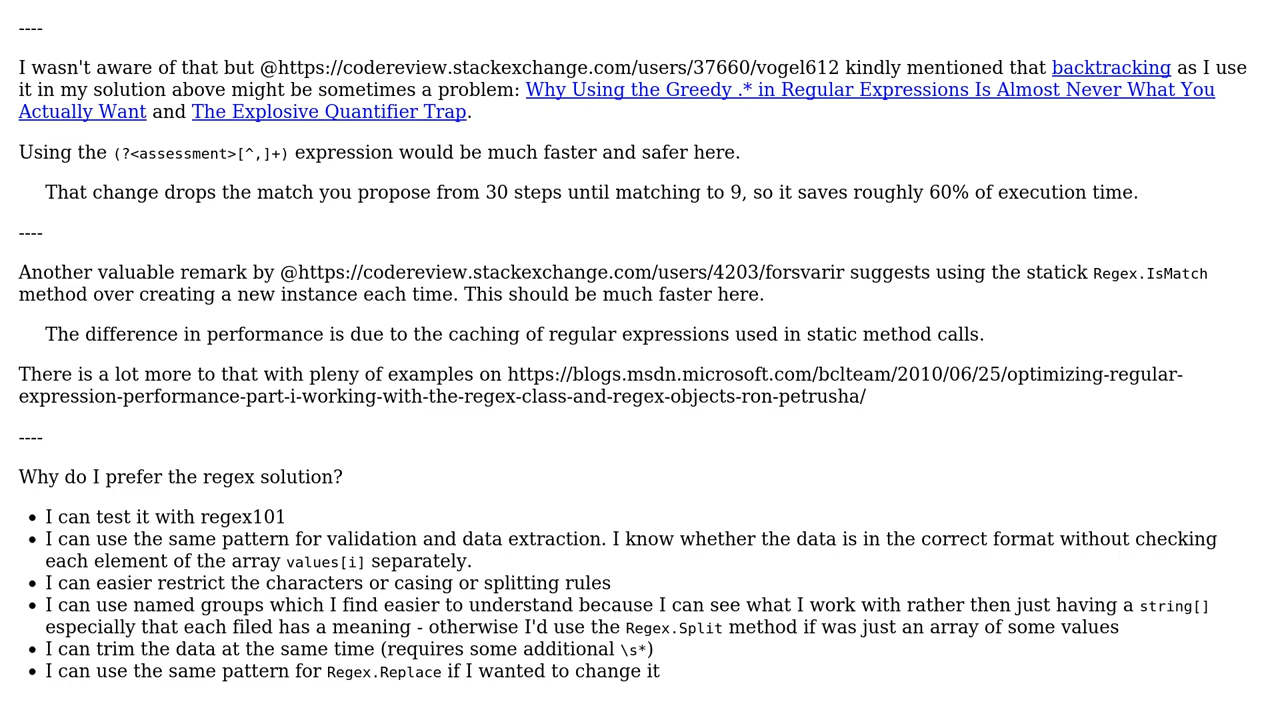 ----
I wasn't aware of that but @https://codereview.stackexchange.com/users/37660/vogel612 kindly mentioned that backtracking as I use
it in my solution above might be sometimes a problem: Why Using the Greedy .* in Regular Expressions Is Almost Never What You
Actually Want and The Explosive Quantifier Trap.
Using the (?<assessment>[^,]+) expression would be much faster and safer here.
That change drops the match you propose from 30 steps until matching to 9, so it saves roughly 60% of execution time.
----
Another valuable remark by @https://codereview.stackexchange.com/users/4203/forsvarir suggests using the statick Regex.IsMatch
method over creating a new instance each time. This should be much faster here.
The difference in performance is due to the caching of regular expressions used in static method calls.
There is a lot more to that with pleny of examples on https://blogs.msdn.microsoft.com/bclteam/2010/06/25/optimizing-regular-
expression-performance-part-i-working-with-the-regex-class-and-regex-objects-ron-petrusha/
----
Why do I prefer the regex solution?
• I can test it with regex101
• I can use the same pattern for validation and data extraction. I know whether the data is in the correct format without checking
each element of the array values[i] separately.
• I can easier restrict the characters or casing or splitting rules
• I can use named groups which I find easier to understand because I can see what I work with rather then just having a string[]
especially that each filed has a meaning - otherwise I'd use the Regex.Split method if was just an array of some values
• I can trim the data at the same time (requires some additional \s*)
• I can use the same pattern for Regex.Replace if I wanted to change it